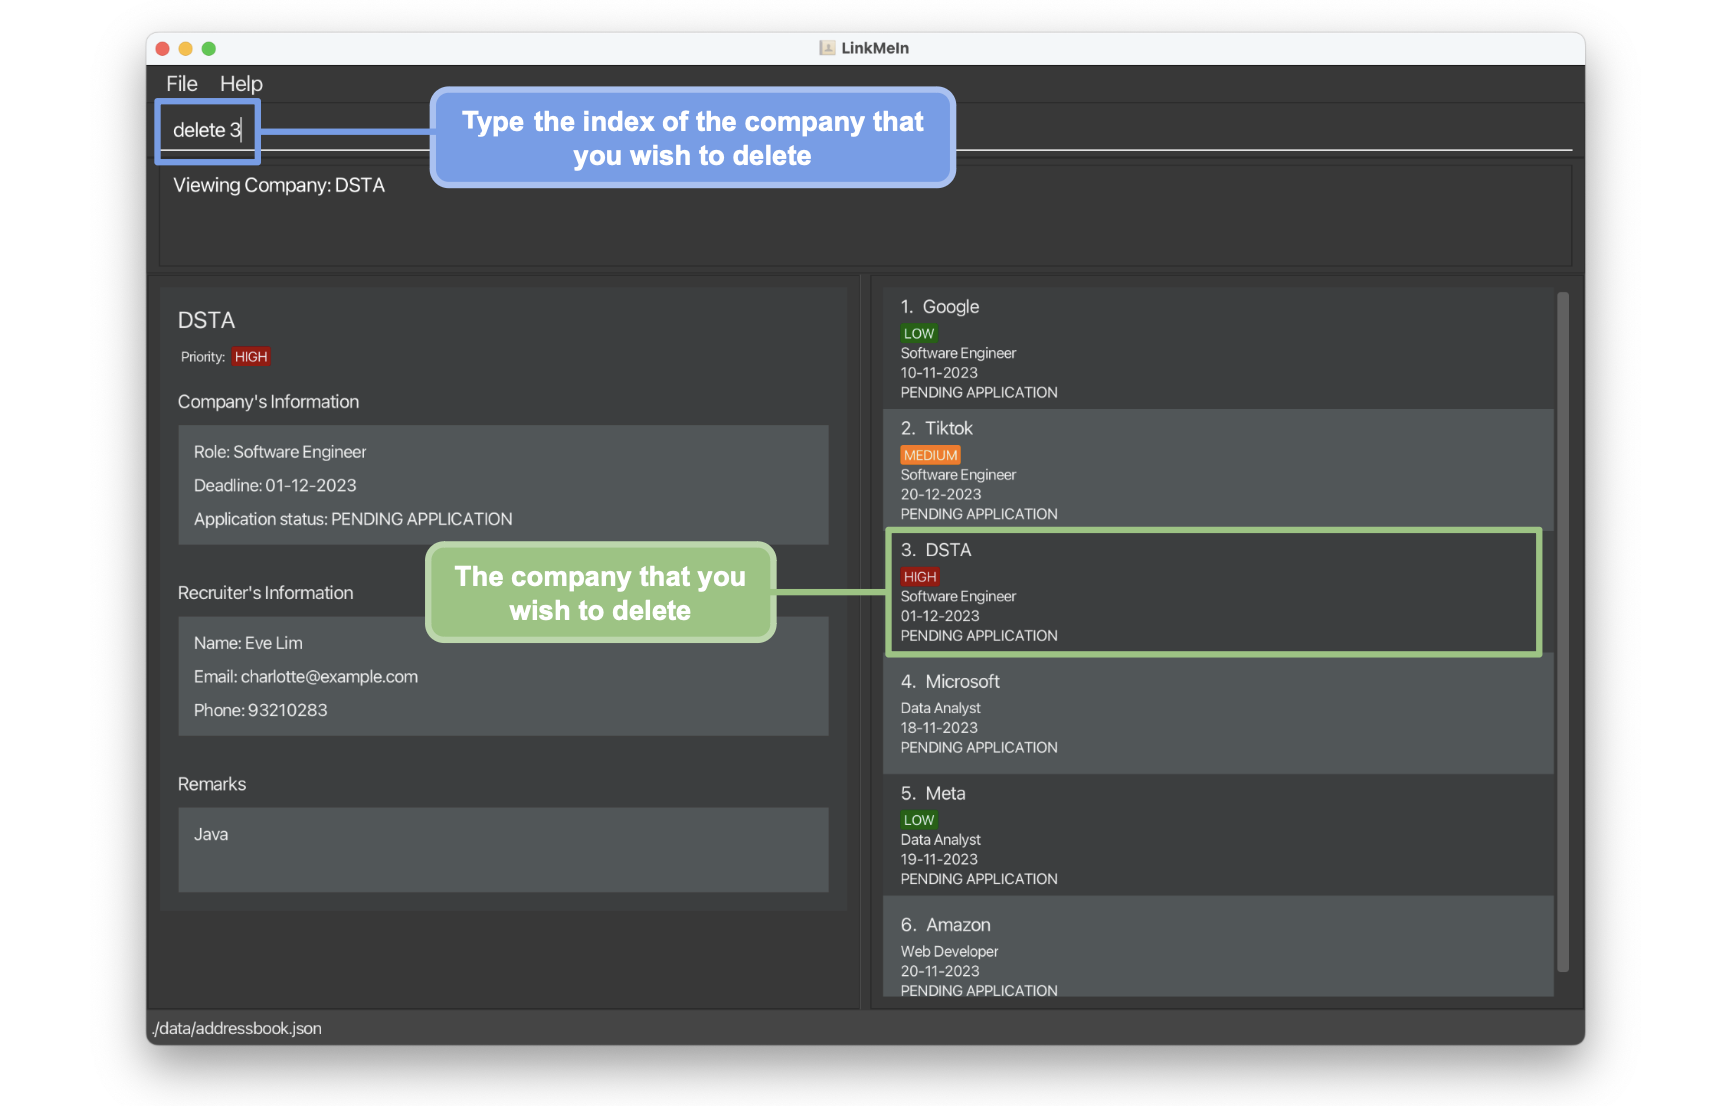 LinkMeIn
File Help
delete 3
Type the index of the company that
you wish to delete
Viewing Company: DSTA
DSTA
Priority: HIGH
Company's Information
Role: Software Engineer
Deadline: 01-12-2023
Application status: PENDING APPLICATION
Recruiter's Information
Name: Eve Lim
Email: charlotte@example.com
Phone: 93210283
Remarks
Java
The company that you
wish to delete
1. Google
LOW
Software Engineer
10-11-2023
PENDING APPLICATION
2. Tiktok
MEDIUM
Software Engineer
20-12-2023
PENDING APPLICATION
3. DSTA
HIGH
Software Engineer
01-12-2023
PENDING APPLICATION
4. Microsoft
Data Analyst
18-11-2023
PENDING APPLICATION
5. Meta
LOW
Data Analyst
19-11-2023
PENDING APPLICATION
6. Amazon
Web Developer
20-11-2023
PENDING APPLICATION
./data/addressbook.json